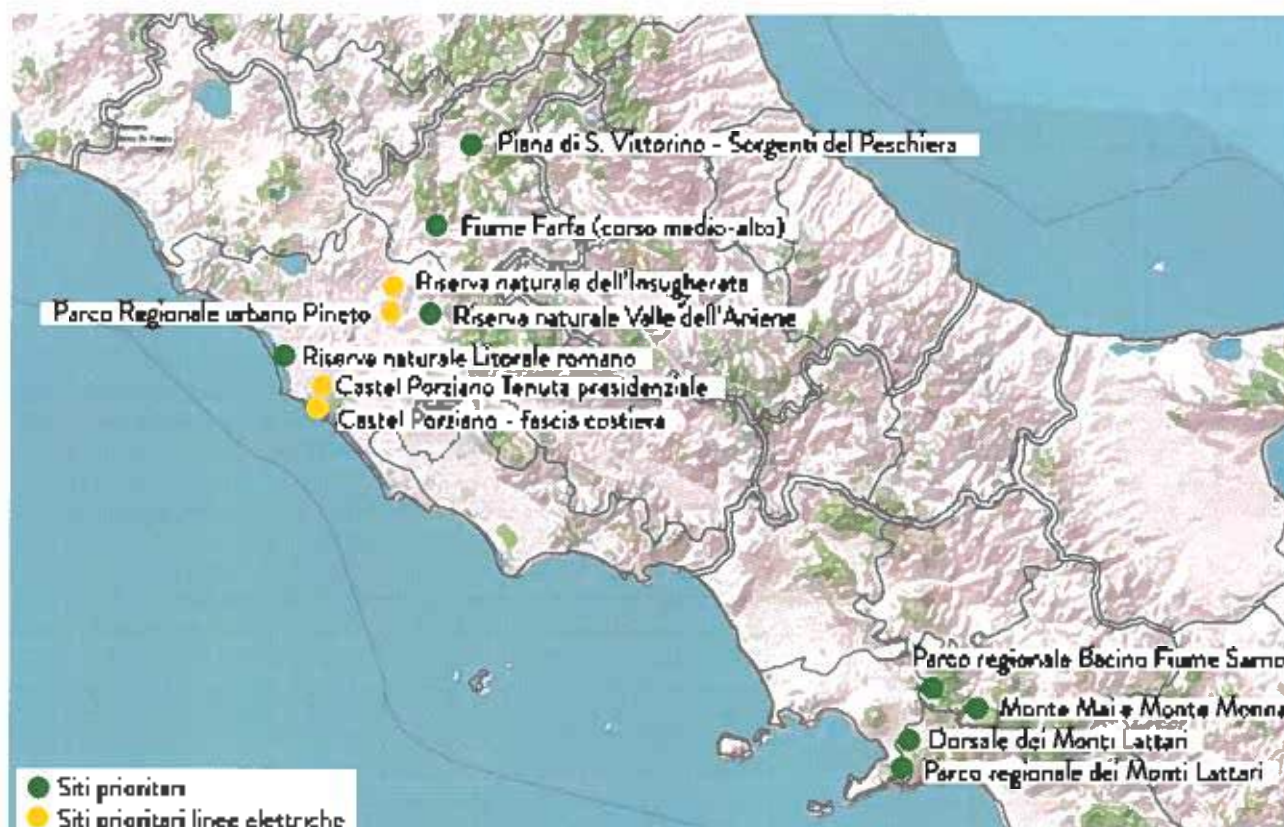 Piana di S. Vittorino - Sorgenti del Peschiera
Fiume Farfa (corso medio-alto)
Riserva naturale dell'Insugherata
Parco Regionale urbano Pineto
Riserva naturale Valle dell'Aniene
Riserva naturale Litorale romano
Castel Porziano Tenuta presidenziale
Castel Porziano - fascia costiera
Parco regionale Bacino Fiume Sarno
Monte Mai e Monte Monna
Dorsale dei Monti Lattari
Parco regionale dei Monti Lattari
Siti prioritari
Siti prioritari linee elettriche